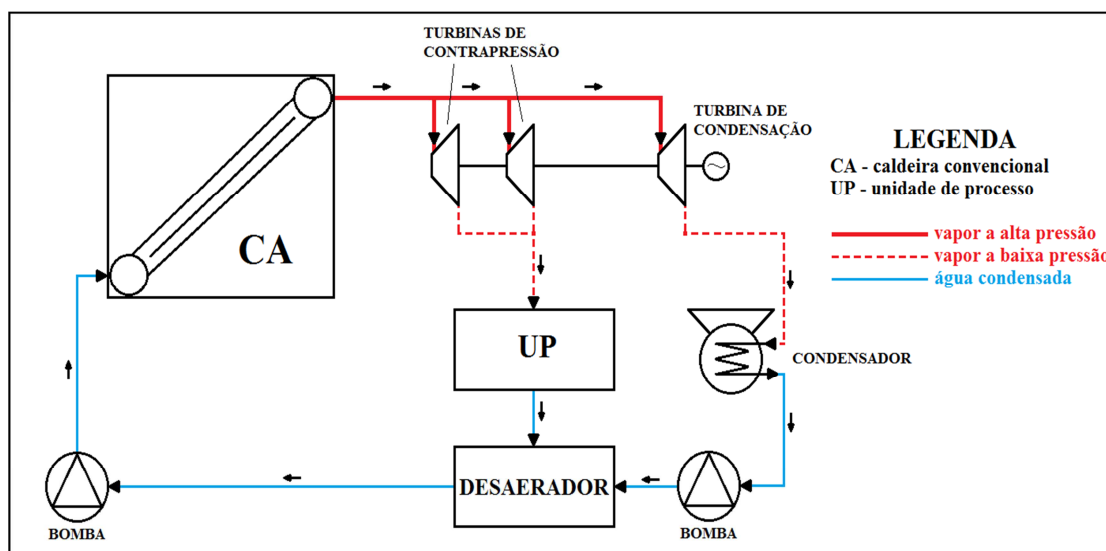 TURBINAS DE
CONTRAPRESSÃO
TURBINA DE
CONDENSAÇÃO
LEGENDA
CA - caldeira convencional
UP - unidade de processo
vapor a alta pressão
vapor a baixa pressão
água condensada
CA
UP
CONDENSADOR
DESAERADOR
BOMBA
BOMBA